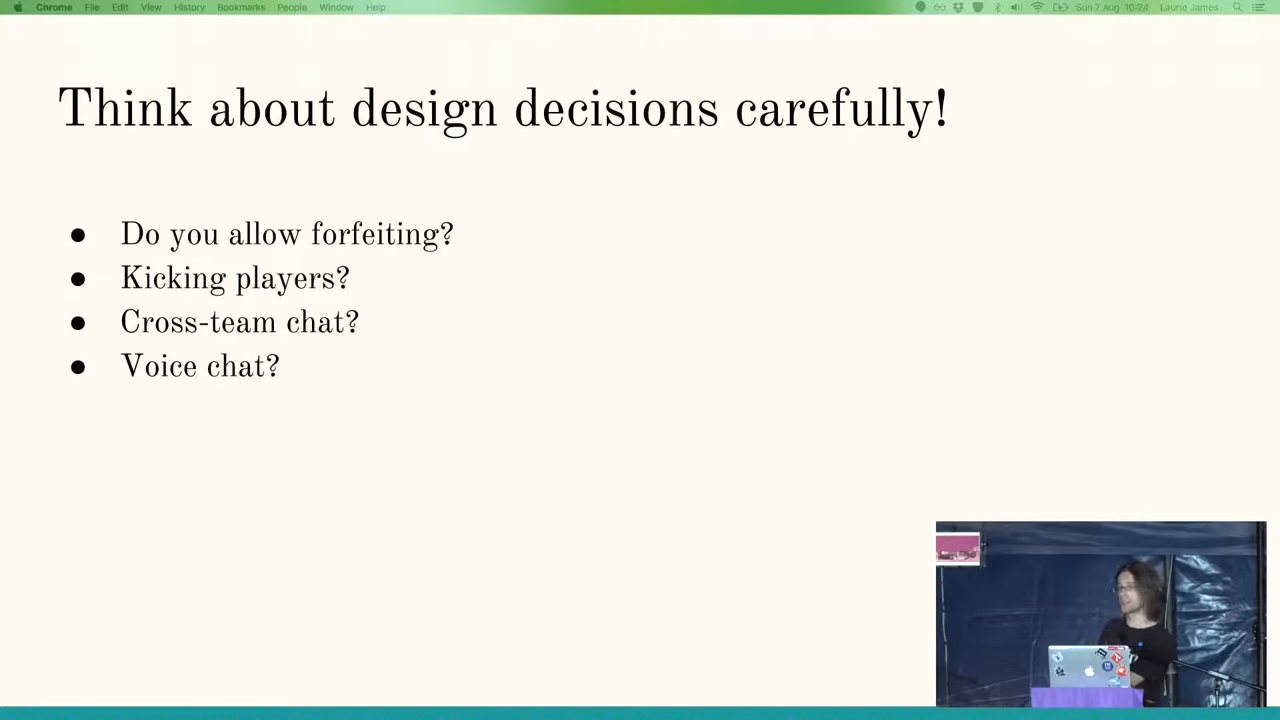 Chrome File Edit View History Bookmarks People Window Help Sun 7 Aug 10:24 Laurie James
Think about design decisions carefully!
● Do you allow forfeiting?
● Kicking players?
● Cross-team chat?
● Voice chat?